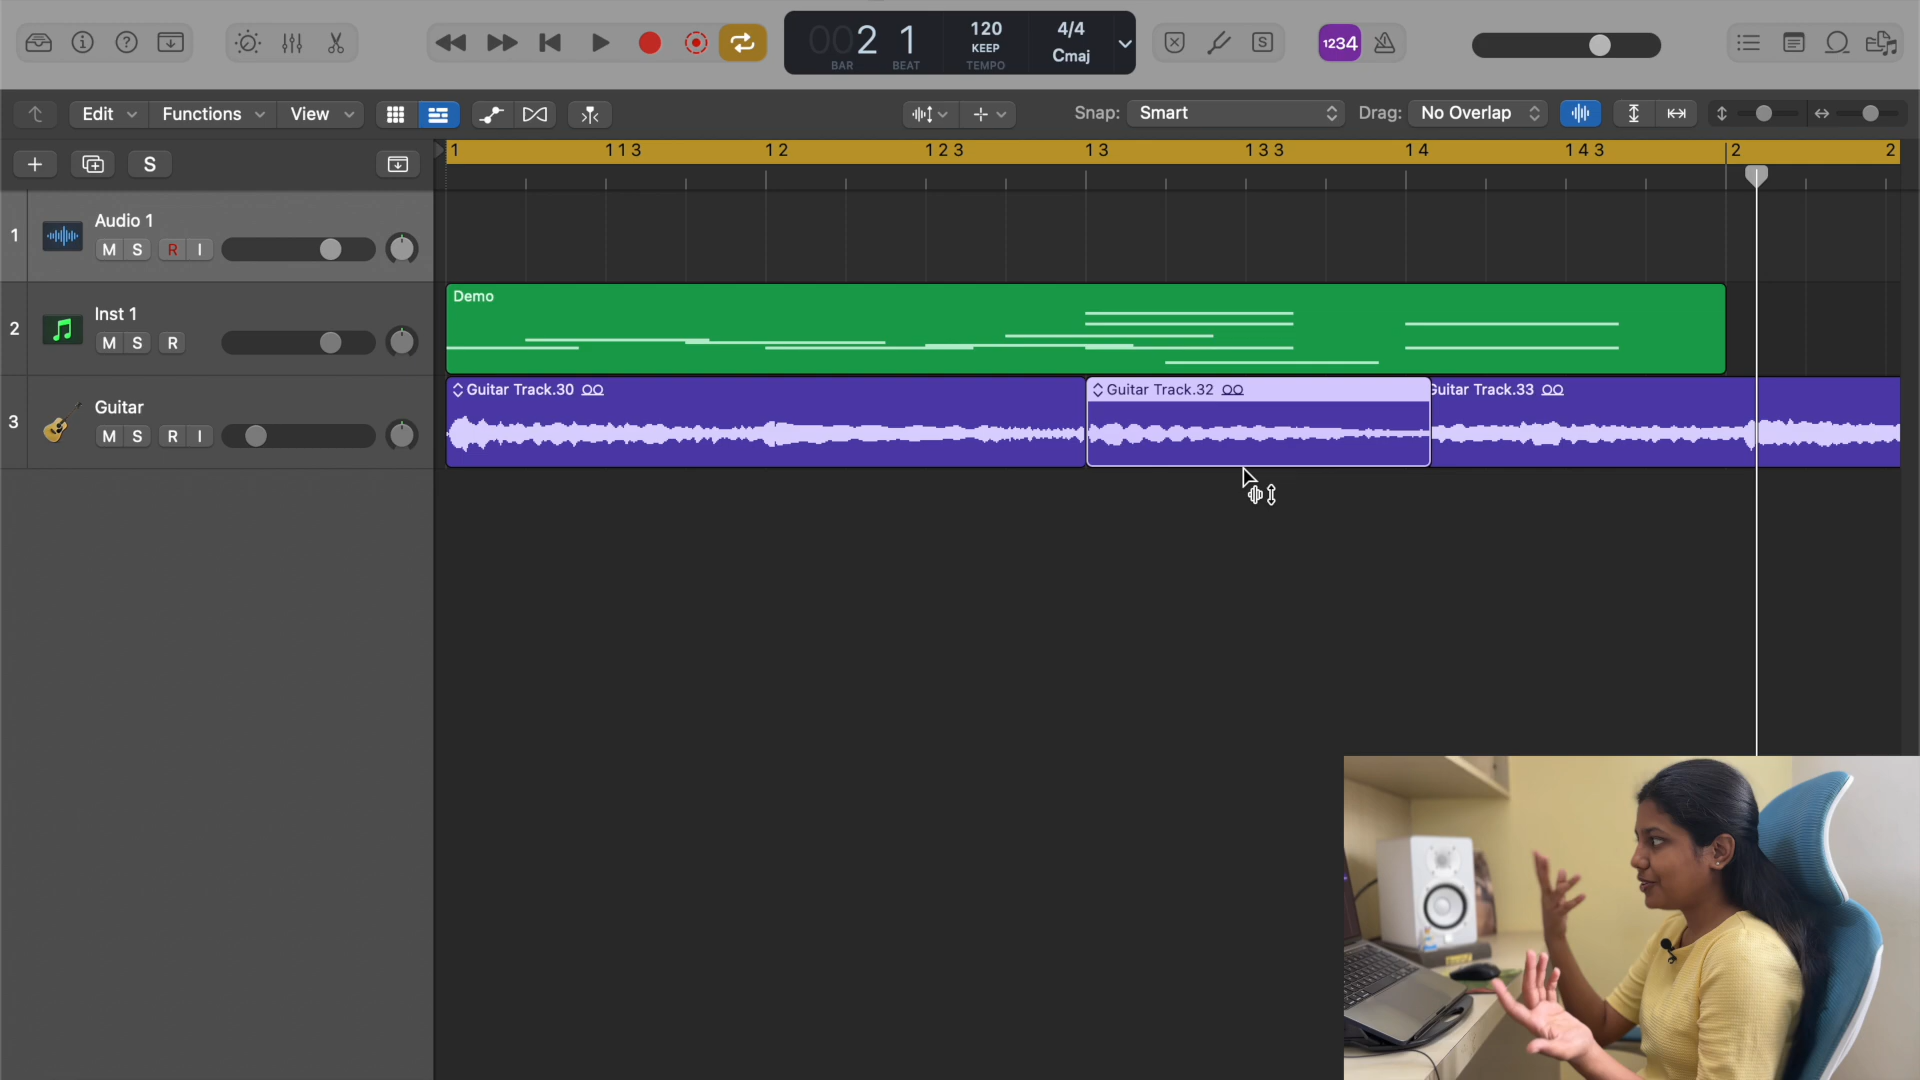 002 1 120 4/4
KEEP
Cmaj
BAR BEAT TEMPO
1234
S
Edit Functions View
Snap: Smart Drag: No Overlap
S
1 1 1 3 1 2 1 2 3 1 3 1 3 3 1 4 1 4 3 2 2
1 Audio 1
M S R I
Demo
2 Inst 1
M S R
Guitar Track.30 Guitar Track.32 Guitar Track.33
3 Guitar
M S R I